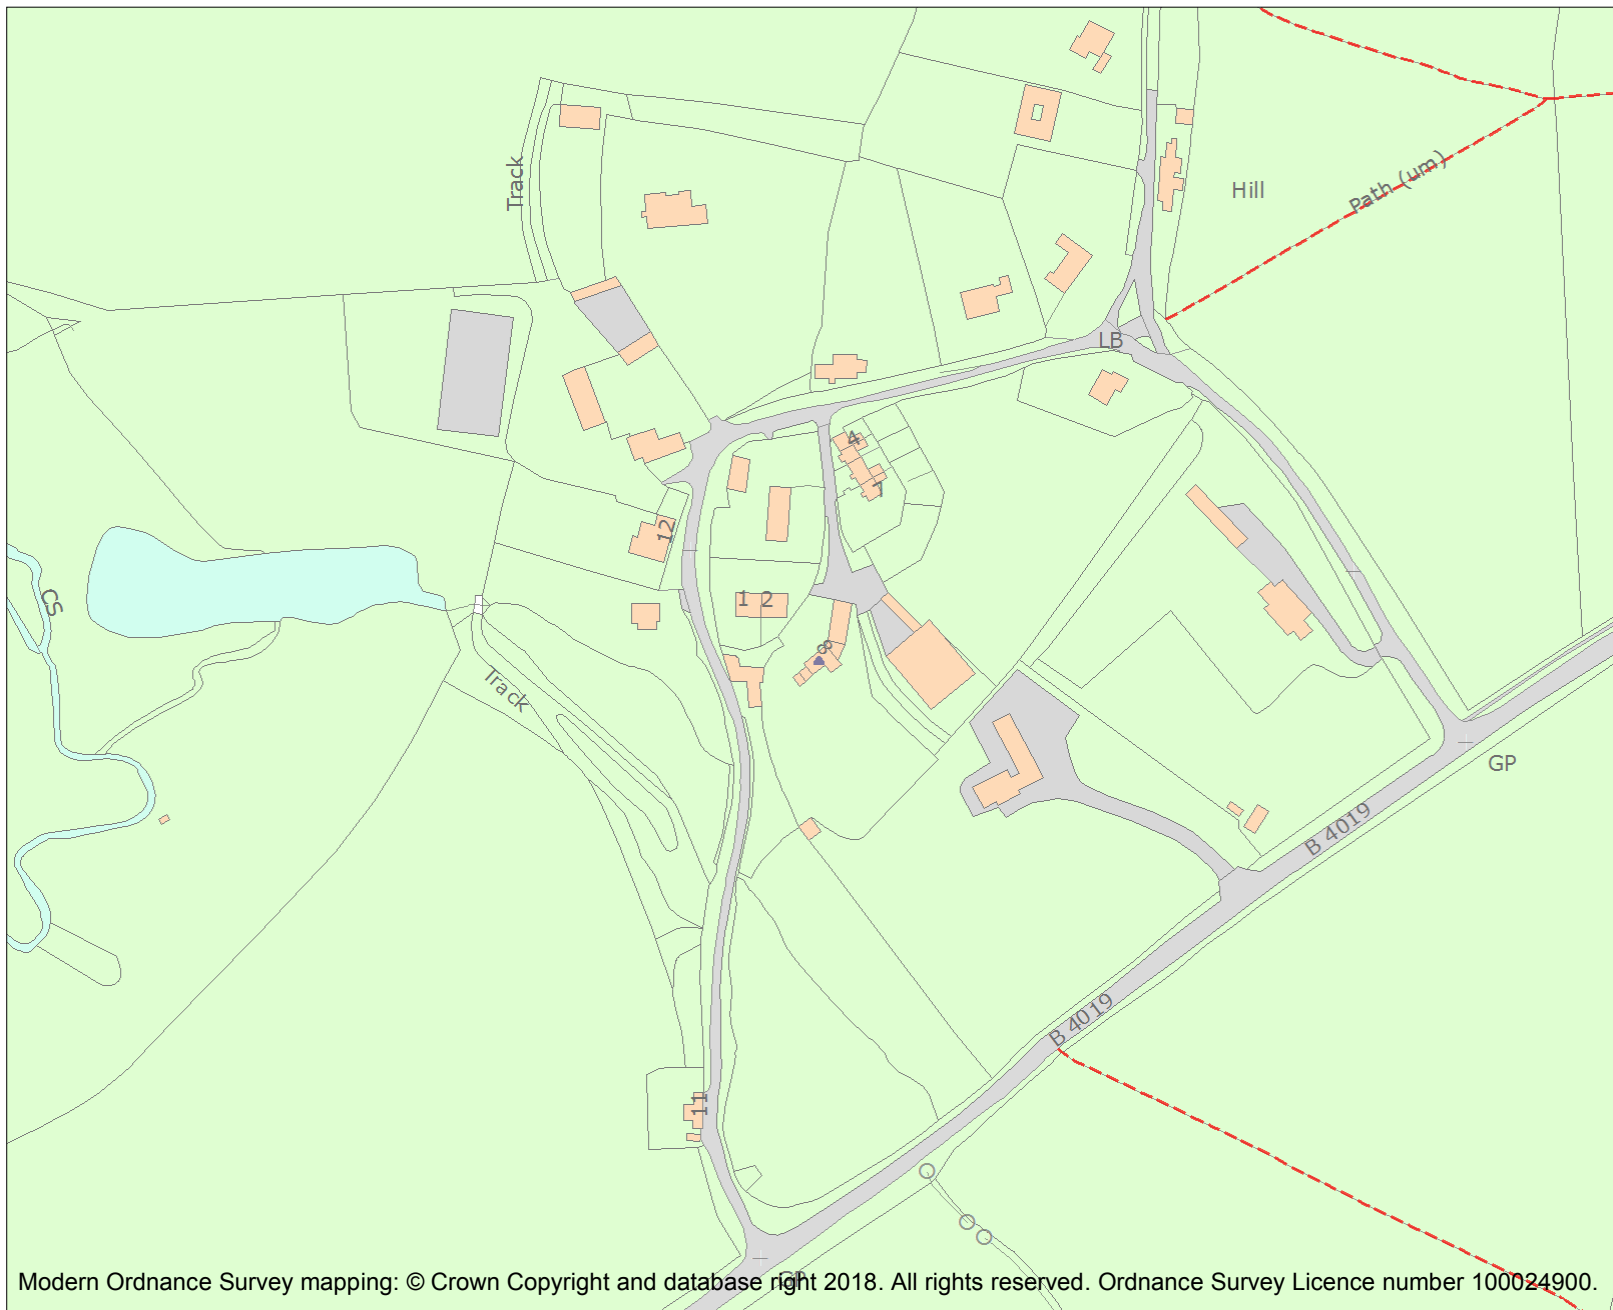 Track
Hill
Path (um)
LB
4
7
12
CS
1 2
8
Track
GP
B 4019
B 4019
11
GP
Modern Ordnance Survey mapping: © Crown Copyright and database right 2018. All rights reserved. Ordnance Survey Licence number 100024900.